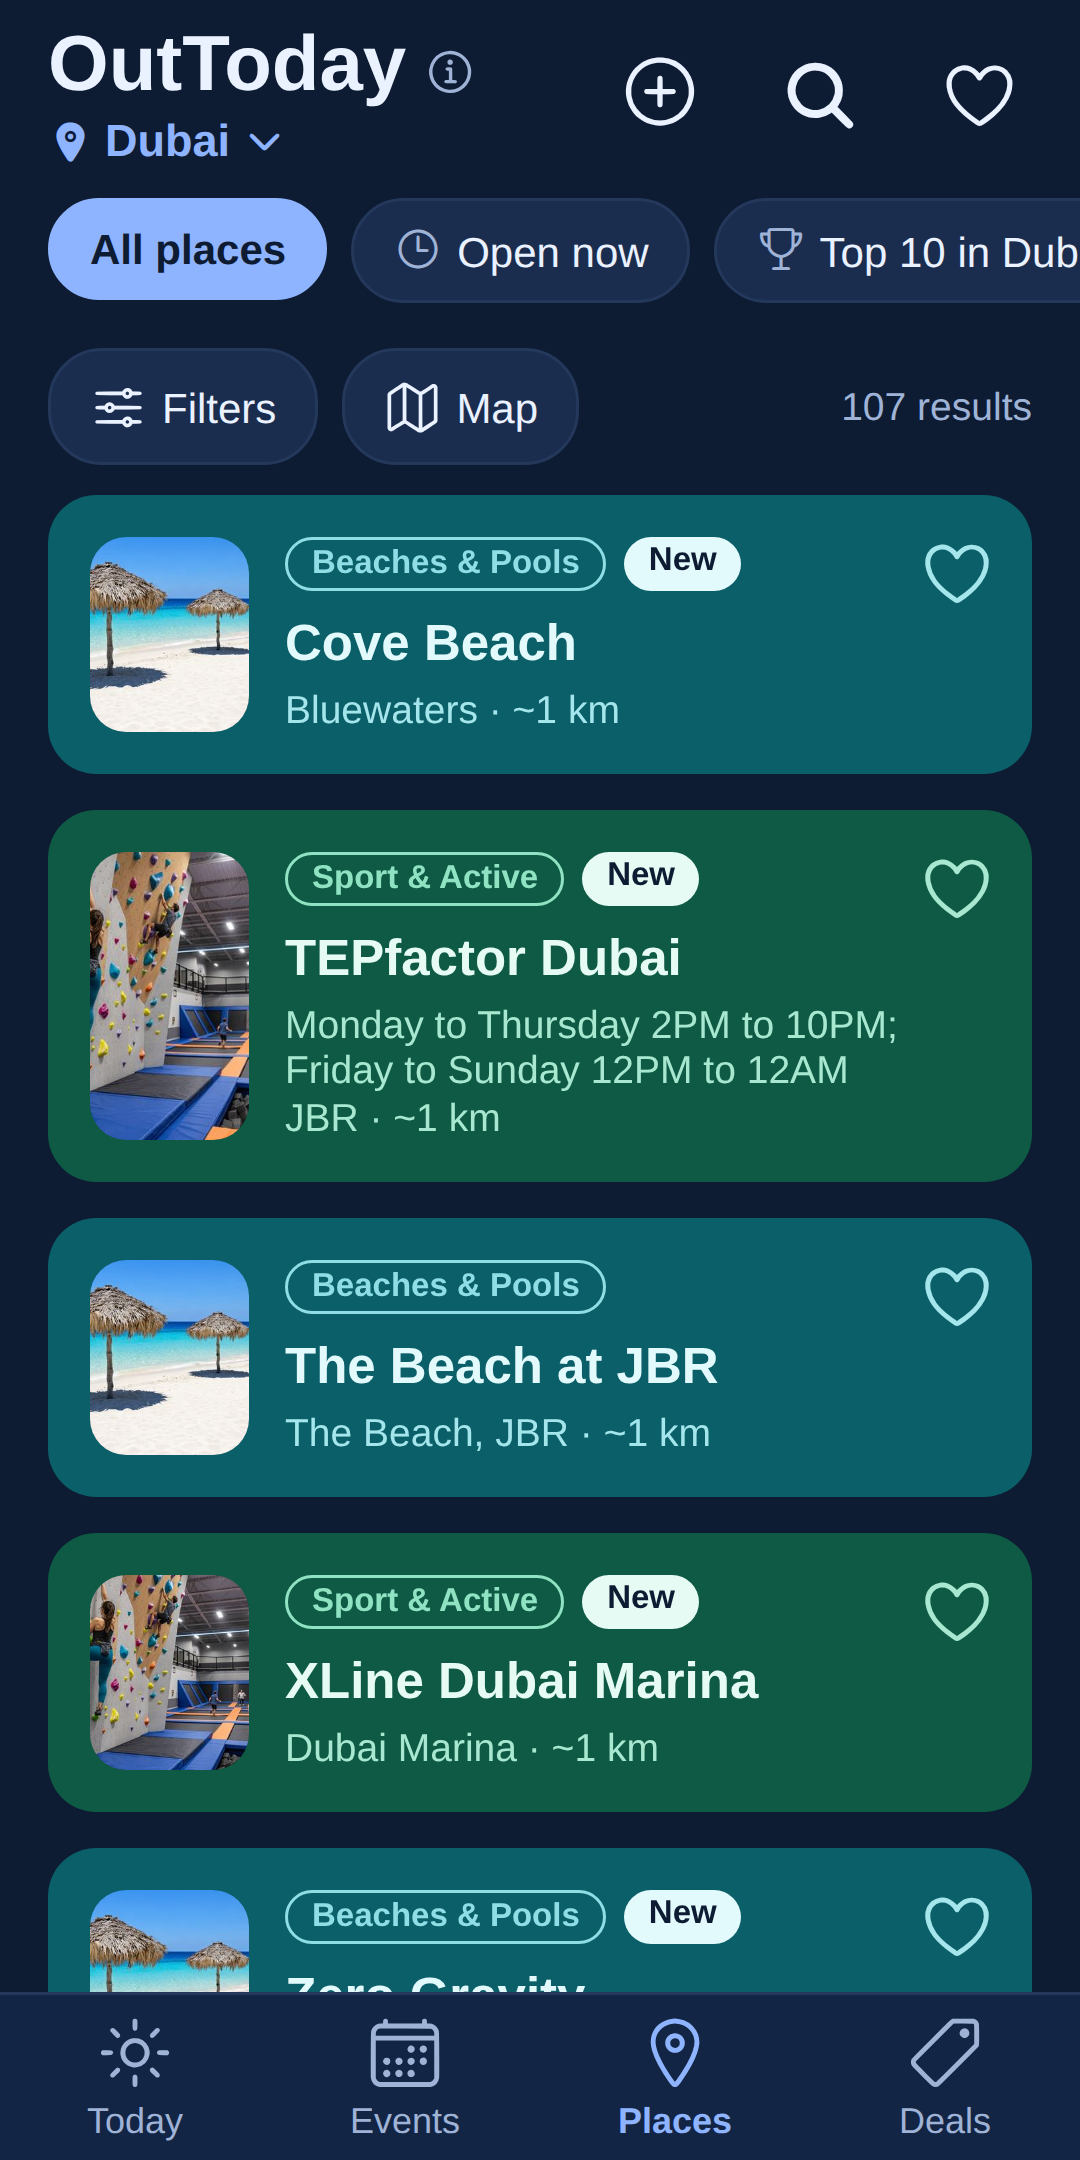 OutToday
Dubai
All places
Open now
Top 10 in Dub
Filters
Map
107 results
Beaches & Pools
New
Cove Beach
Bluewaters · ~1 km
Sport & Active
New
TEPfactor Dubai
Monday to Thursday 2PM to 10PM;
Friday to Sunday 12PM to 12AM
JBR · ~1 km
Beaches & Pools
The Beach at JBR
The Beach, JBR · ~1 km
Sport & Active
New
XLine Dubai Marina
Dubai Marina · ~1 km
Beaches & Pools
New
Zero Gravity
Today
Events
Places
Deals